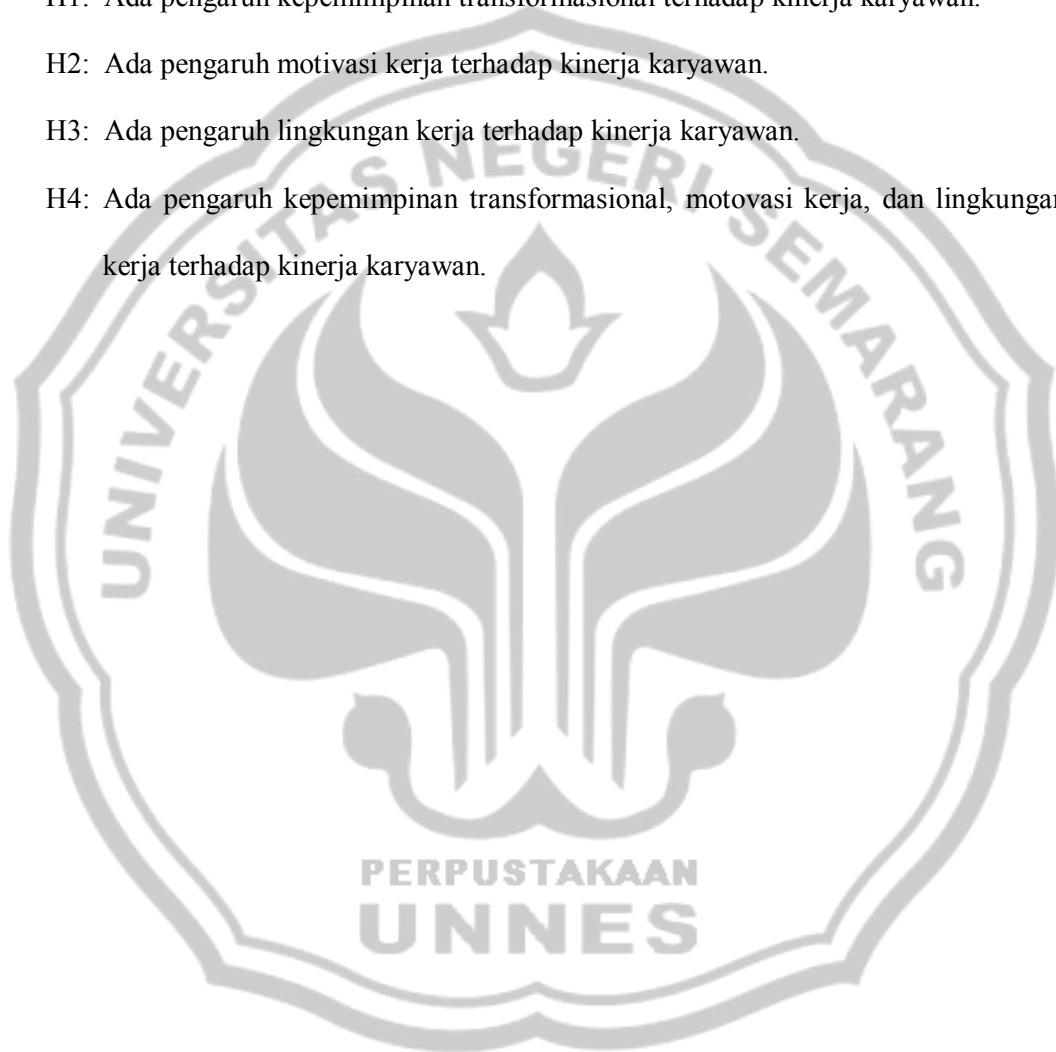 H1: Ada pengaruh kepemimpinan transformasional terhadap kinerja karyawan.
H2: Ada pengaruh motivasi kerja terhadap kinerja karyawan.
H3: Ada pengaruh lingkungan kerja terhadap kinerja karyawan.
H4: Ada pengaruh kepemimpinan transformasional, motovasi kerja, dan lingkungan
kerja terhadap kinerja karyawan.
UNIVERSITAS NEGERI SEMARANG
PERPUSTAKAAN
UNNES